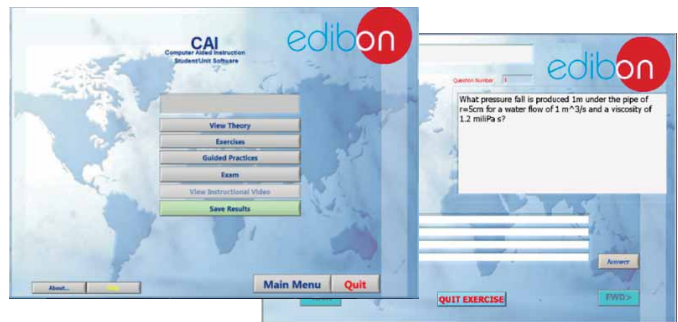 CAI
Computer Aided Instruction
Student/Unit Software
edibon
View Theory
Exercises
Guided Practices
Exam
View Instructional Video
Save Results
About...
Main Menu
Quit
edibon
Question Number
1
What pressure fall is produced 1m under the pipe of
r=5cm for a water flow of 1 m^3/s and a viscosity of
1.2 miliPa s?
Answer
QUIT EXERCISE
FWD>